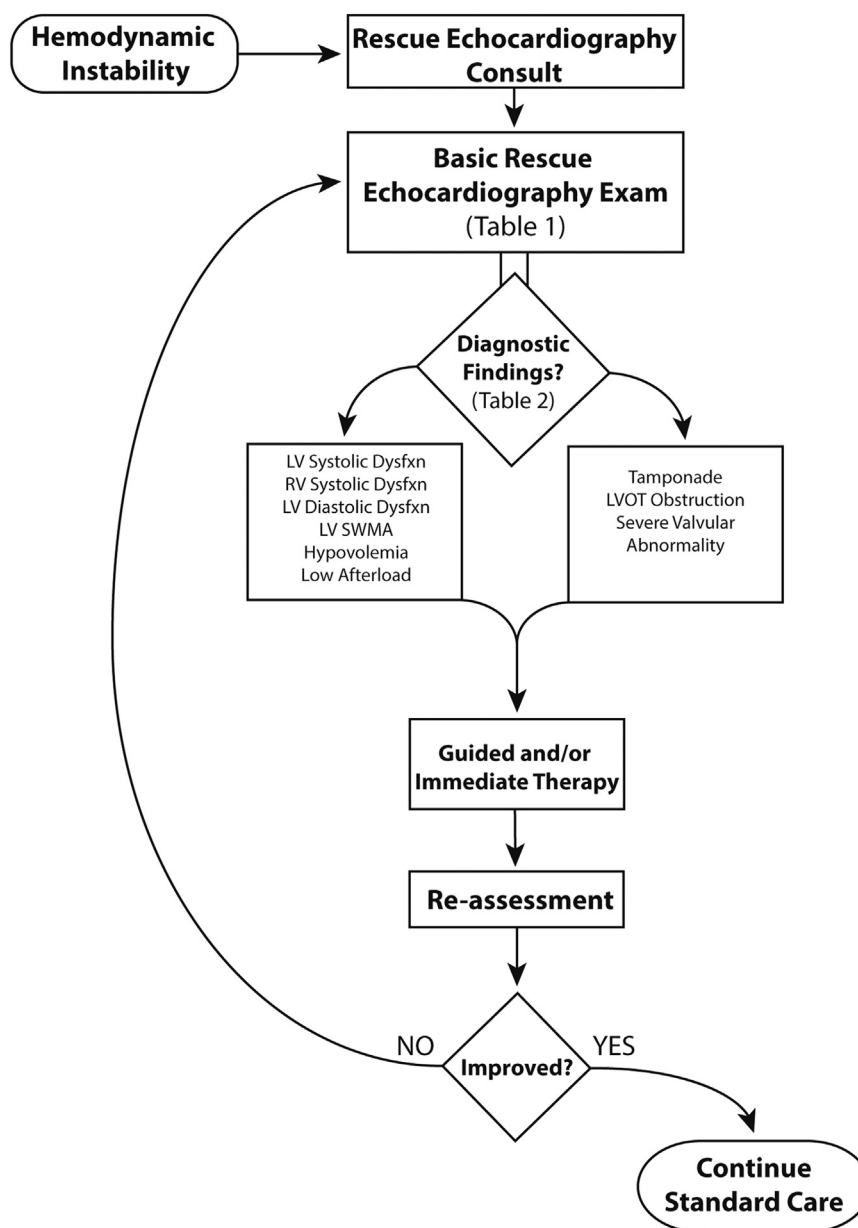 Hemodynamic
Instability
Rescue Echocardiography
Consult
Basic Rescue
Echocardiography Exam
(Table 1)
Diagnostic
Findings?
(Table 2)
LV Systolic Dysfxn
RV Systolic Dysfxn
LV Diastolic Dysfxn
LV SWMA
Hypovolemia
Low Afterload
Tamponade
LVOT Obstruction
Severe Valvular
Abnormality
Guided and/or
Immediate Therapy
Re-assessment
NO
Improved?
YES
Continue
Standard Care